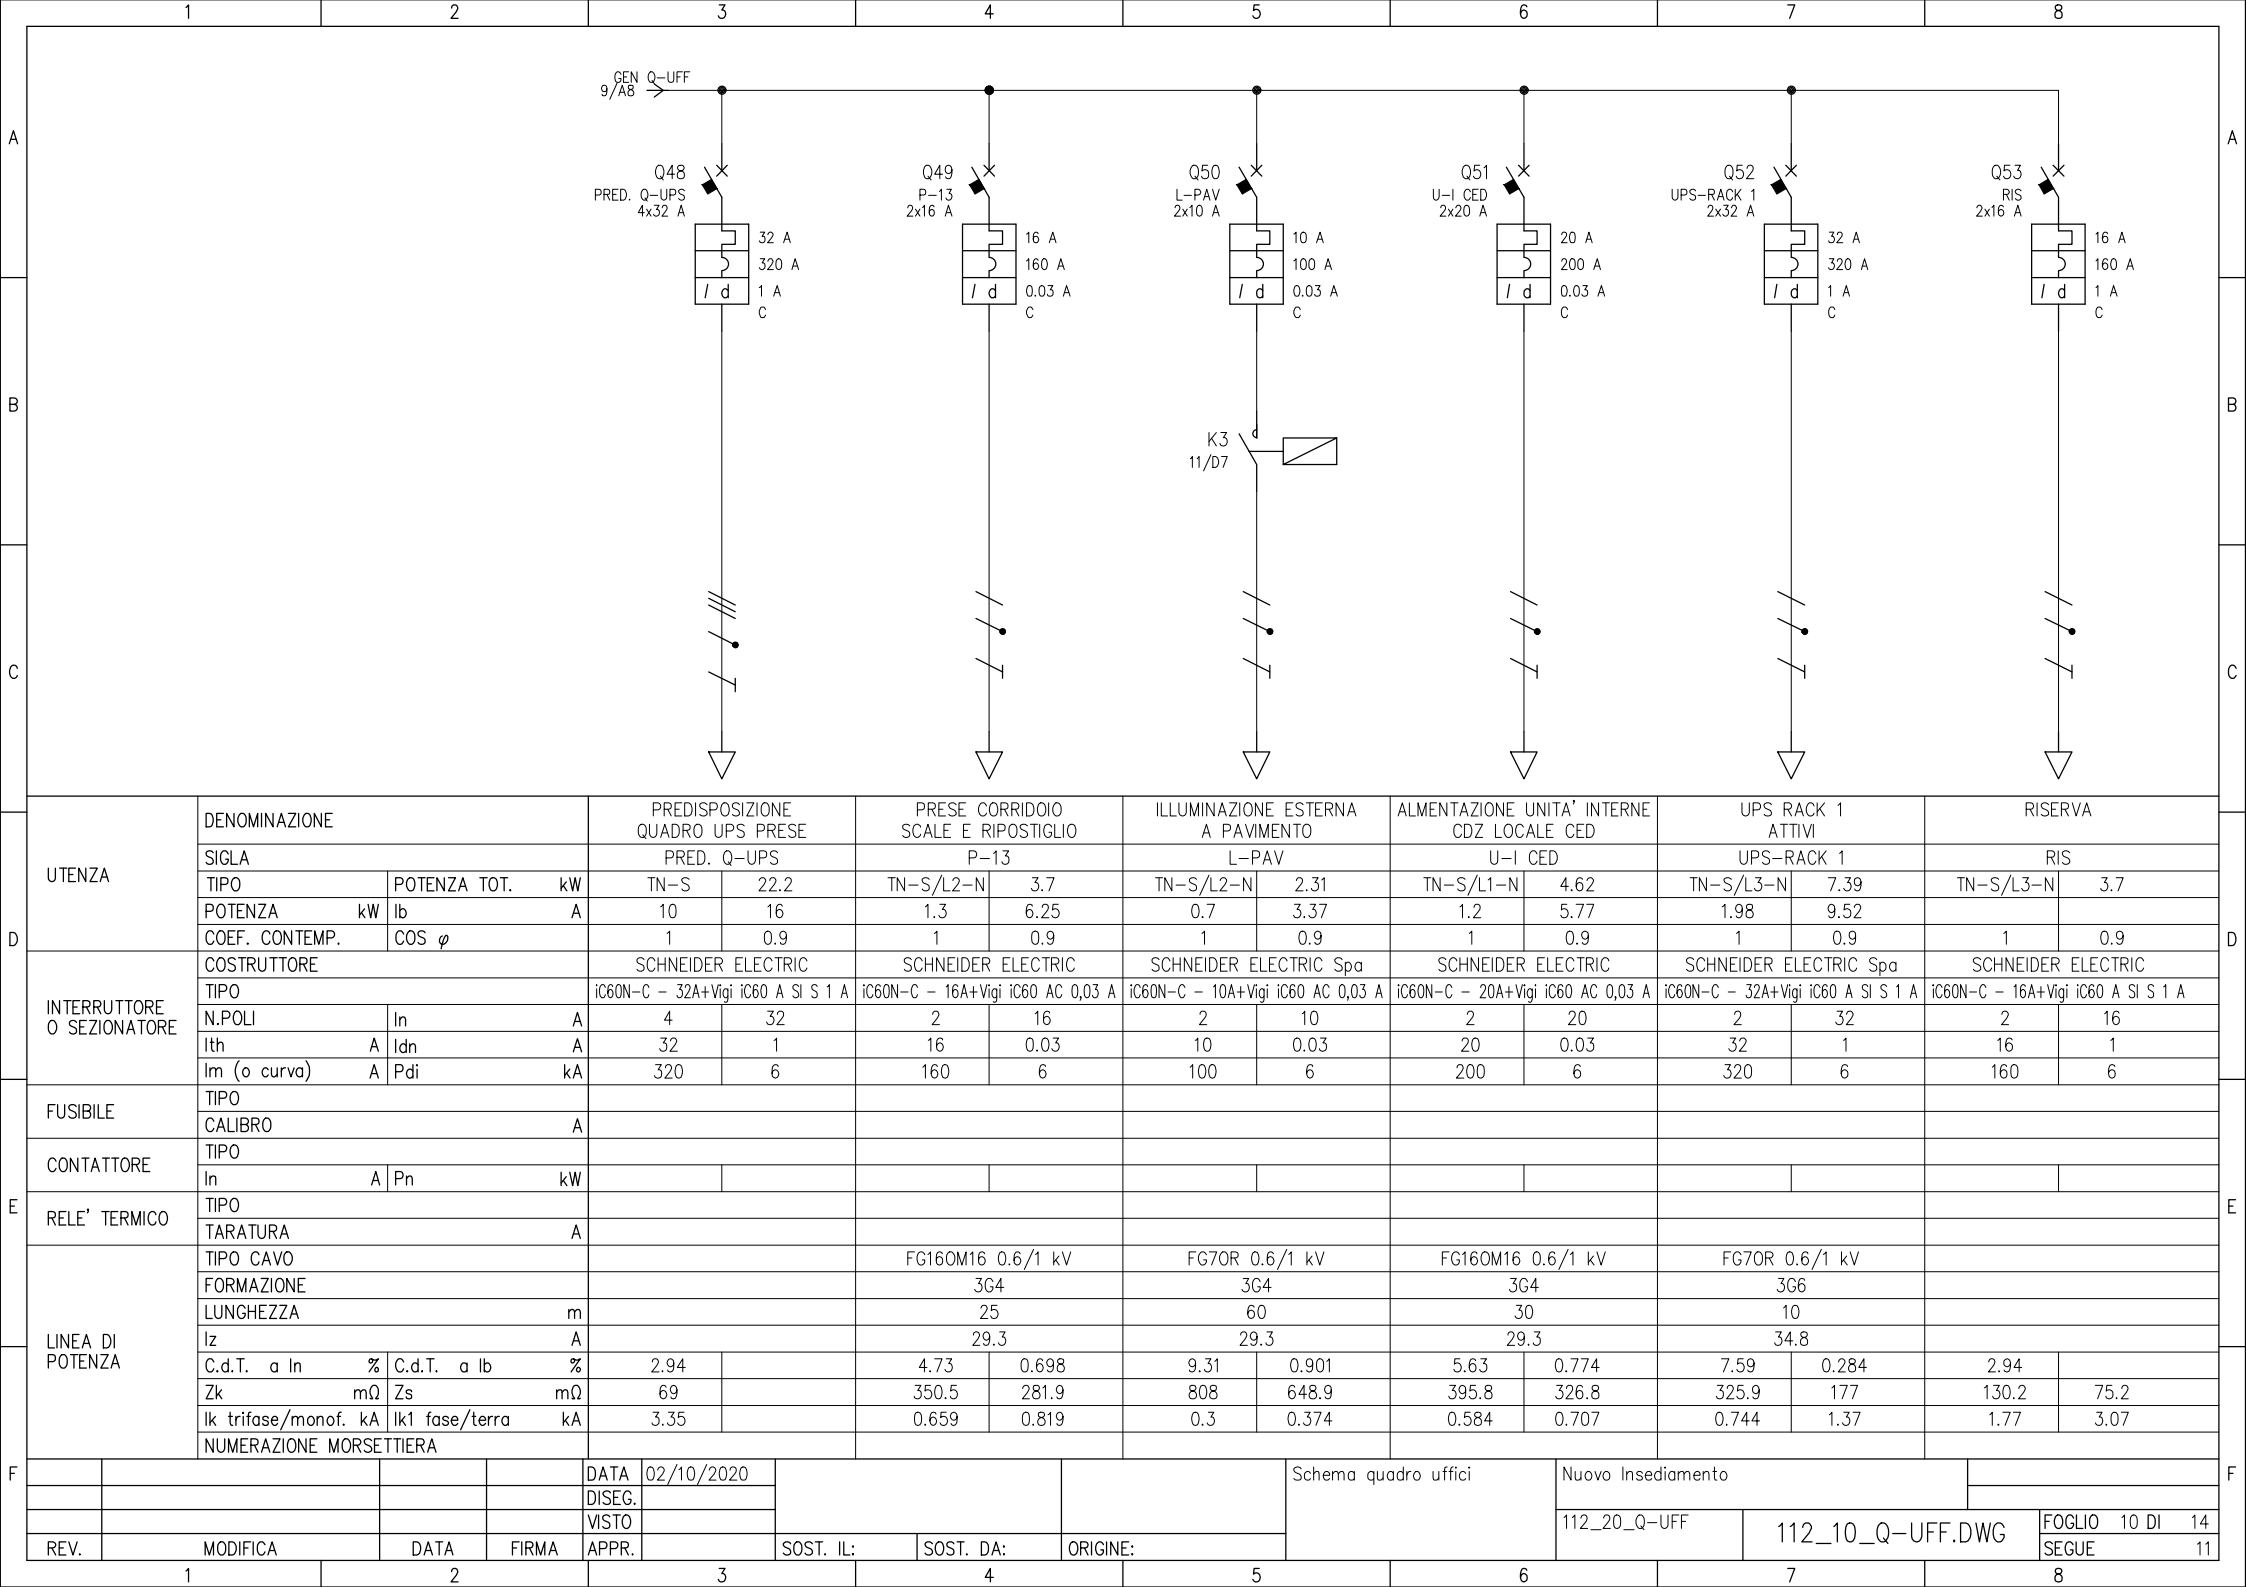 1 2 3 4 5 6 7 8
GEN Q-UFF
9/A8
A A
Q48 Q49 Q50 Q51 Q52 Q53
PRED. Q-UPS P-13 L-PAV U-I CED UPS-RACK 1 RIS
4x32 A 2x16 A 2x10 A 2x20 A 2x32 A 2x16 A
32 A 16 A 10 A 20 A 32 A 16 A
320 A 160 A 100 A 200 A 320 A 160 A
I d 1 A I d 0.03 A I d 0.03 A I d 0.03 A I d 1 A I d 1 A
C C C C C C
B B
K3
11/D7
C C
UTENZA
DENOMINAZIONE
PREDISPOSIZIONE PRESE CORRIDOIO ILLUMINAZIONE ESTERNA ALMENTAZIONE UNITA' INTERNE UPS RACK 1 RISERVA
QUADRO UPS PRESE SCALE E RIPOSTIGLIO A PAVIMENTO CDZ LOCALE CED ATTIVI
SIGLA PRED. Q-UPS P-13 L-PAV U-I CED UPS-RACK 1 RIS
TIPO POTENZA TOT. kW TN-S 22.2 TN-S/L2-N 3.7 TN-S/L2-N 2.31 TN-S/L1-N 4.62 TN-S/L3-N 7.39 TN-S/L3-N 3.7
POTENZA kW Ib A 10 16 1.3 6.25 0.7 3.37 1.2 5.77 1.98 9.52
D COEF. CONTEMP. COS φ 1 0.9 1 0.9 1 0.9 1 0.9 1 0.9 1 0.9 D
INTERRUTTORE
O SEZIONATORE
COSTRUTTORE SCHNEIDER ELECTRIC SCHNEIDER ELECTRIC SCHNEIDER ELECTRIC Spa SCHNEIDER ELECTRIC SCHNEIDER ELECTRIC Spa SCHNEIDER ELECTRIC
TIPO iC60N-C - 32A+Vigi iC60 A SI S 1 A iC60N-C - 16A+Vigi iC60 AC 0,03 A iC60N-C - 10A+Vigi iC60 AC 0,03 A iC60N-C - 20A+Vigi iC60 AC 0,03 A iC60N-C - 32A+Vigi iC60 A SI S 1 A iC60N-C - 16A+Vigi iC60 A SI S 1 A
N.POLI In A 4 32 2 16 2 10 2 20 2 32 2 16
Ith A Idn A 32 1 16 0.03 10 0.03 20 0.03 32 1 16 1
Im (o curva) A Pdi kA 320 6 160 6 100 6 200 6 320 6 160 6
FUSIBILE
TIPO
CALIBRO A
CONTATTORE
TIPO
In A Pn kW
E RELE' TERMICO E
TIPO
TARATURA A
LINEA DI
POTENZA
TIPO CAVO FG16OM16 0.6/1 kV FG7OR 0.6/1 kV FG16OM16 0.6/1 kV FG7OR 0.6/1 kV
FORMAZIONE 3G4 3G4 3G4 3G6
LUNGHEZZA m 25 60 30 10
Iz A 29.3 29.3 29.3 34.8
C.d.T. a In % C.d.T. a Ib % 2.94 4.73 0.698 9.31 0.901 5.63 0.774 7.59 0.284 2.94
Zk mΩ Zs mΩ 69 350.5 281.9 808 648.9 395.8 326.8 325.9 177 130.2 75.2
Ik trifase/monof. kA Ik1 fase/terra kA 3.35 0.659 0.819 0.3 0.374 0.584 0.707 0.744 1.37 1.77 3.07
NUMERAZIONE MORSETTIERA
F DATA 02/10/2020 Schema quadro uffici Nuovo Insediamento F
DISEG.
VISTO 112_20_Q-UFF 112_10_Q-UFF.DWG FOGLIO 10 DI 14
REV. MODIFICA DATA FIRMA APPR. SOST. IL: SOST. DA: ORIGINE: SEGUE 11
1 2 3 4 5 6 7 8